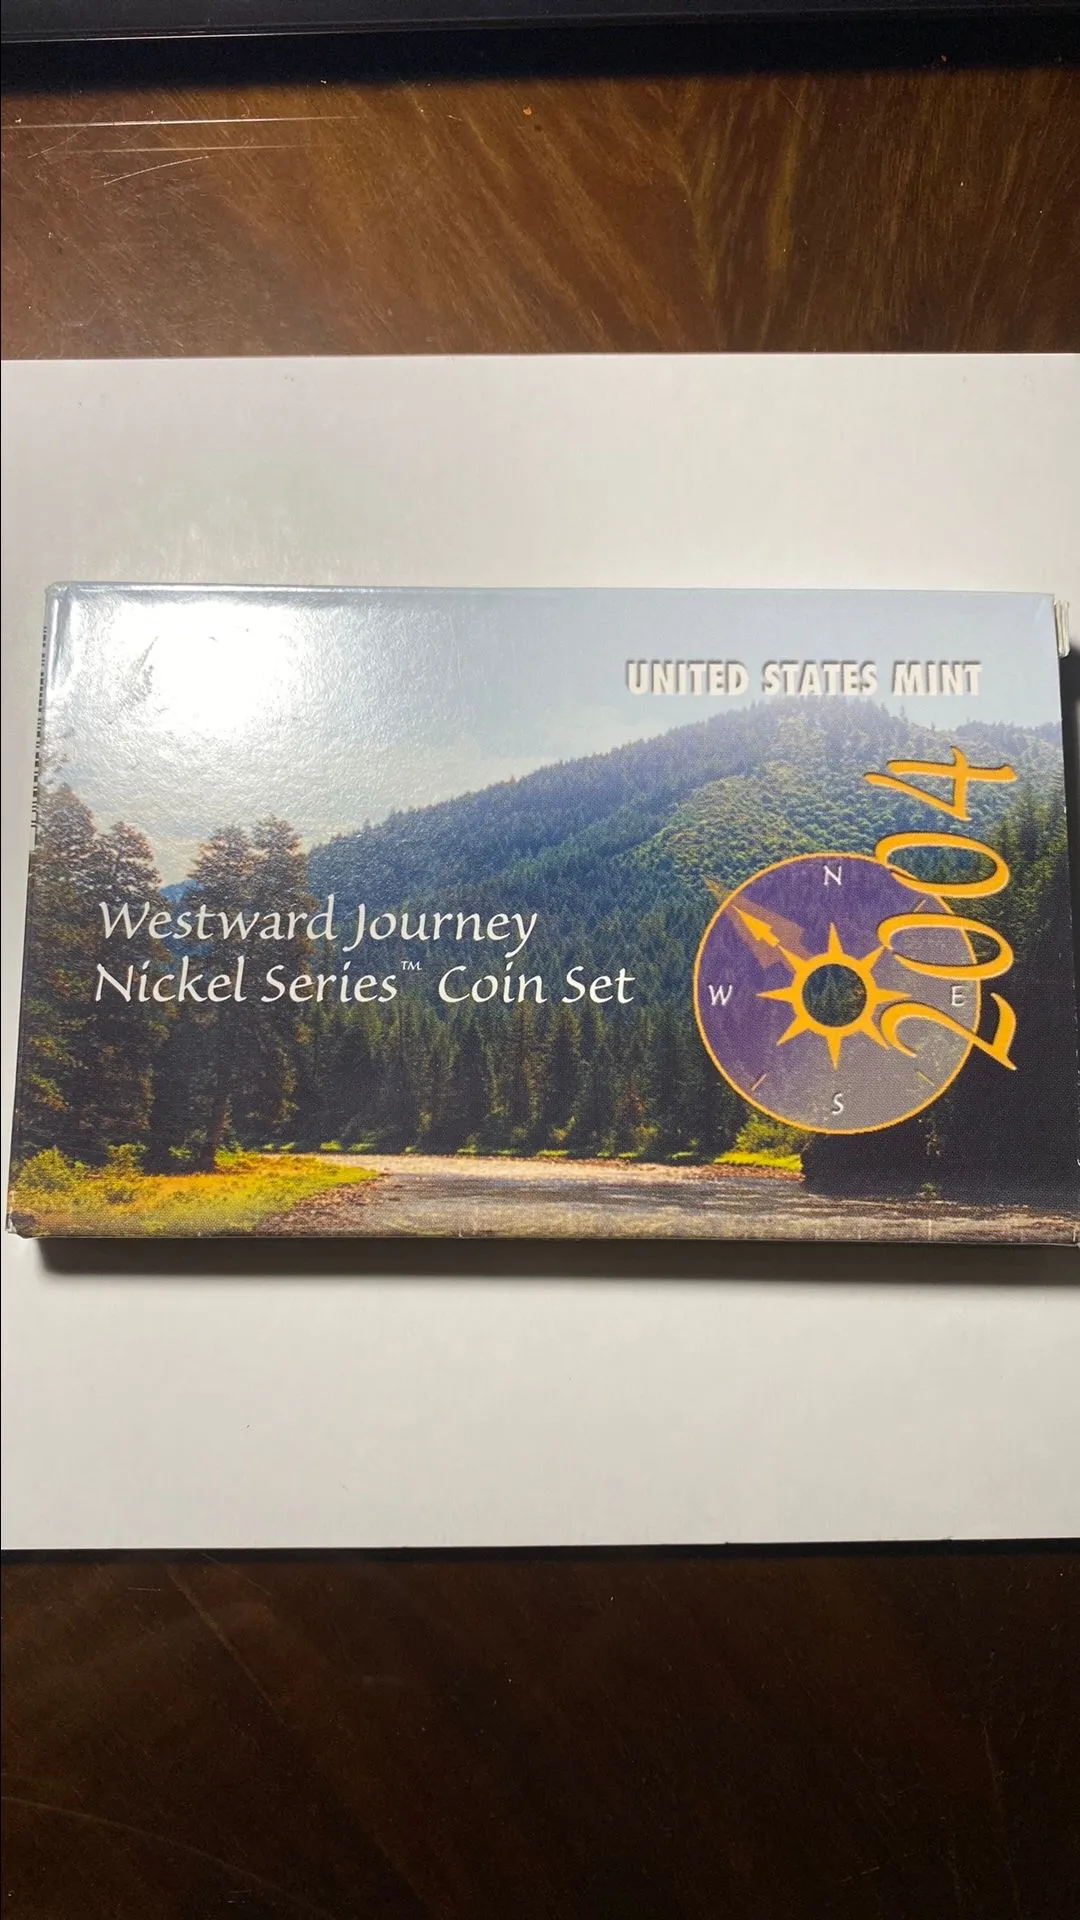 UNITED STATES MINT
2004
Westward Journey
Nickel Series™ Coin Set
N
W
E
S